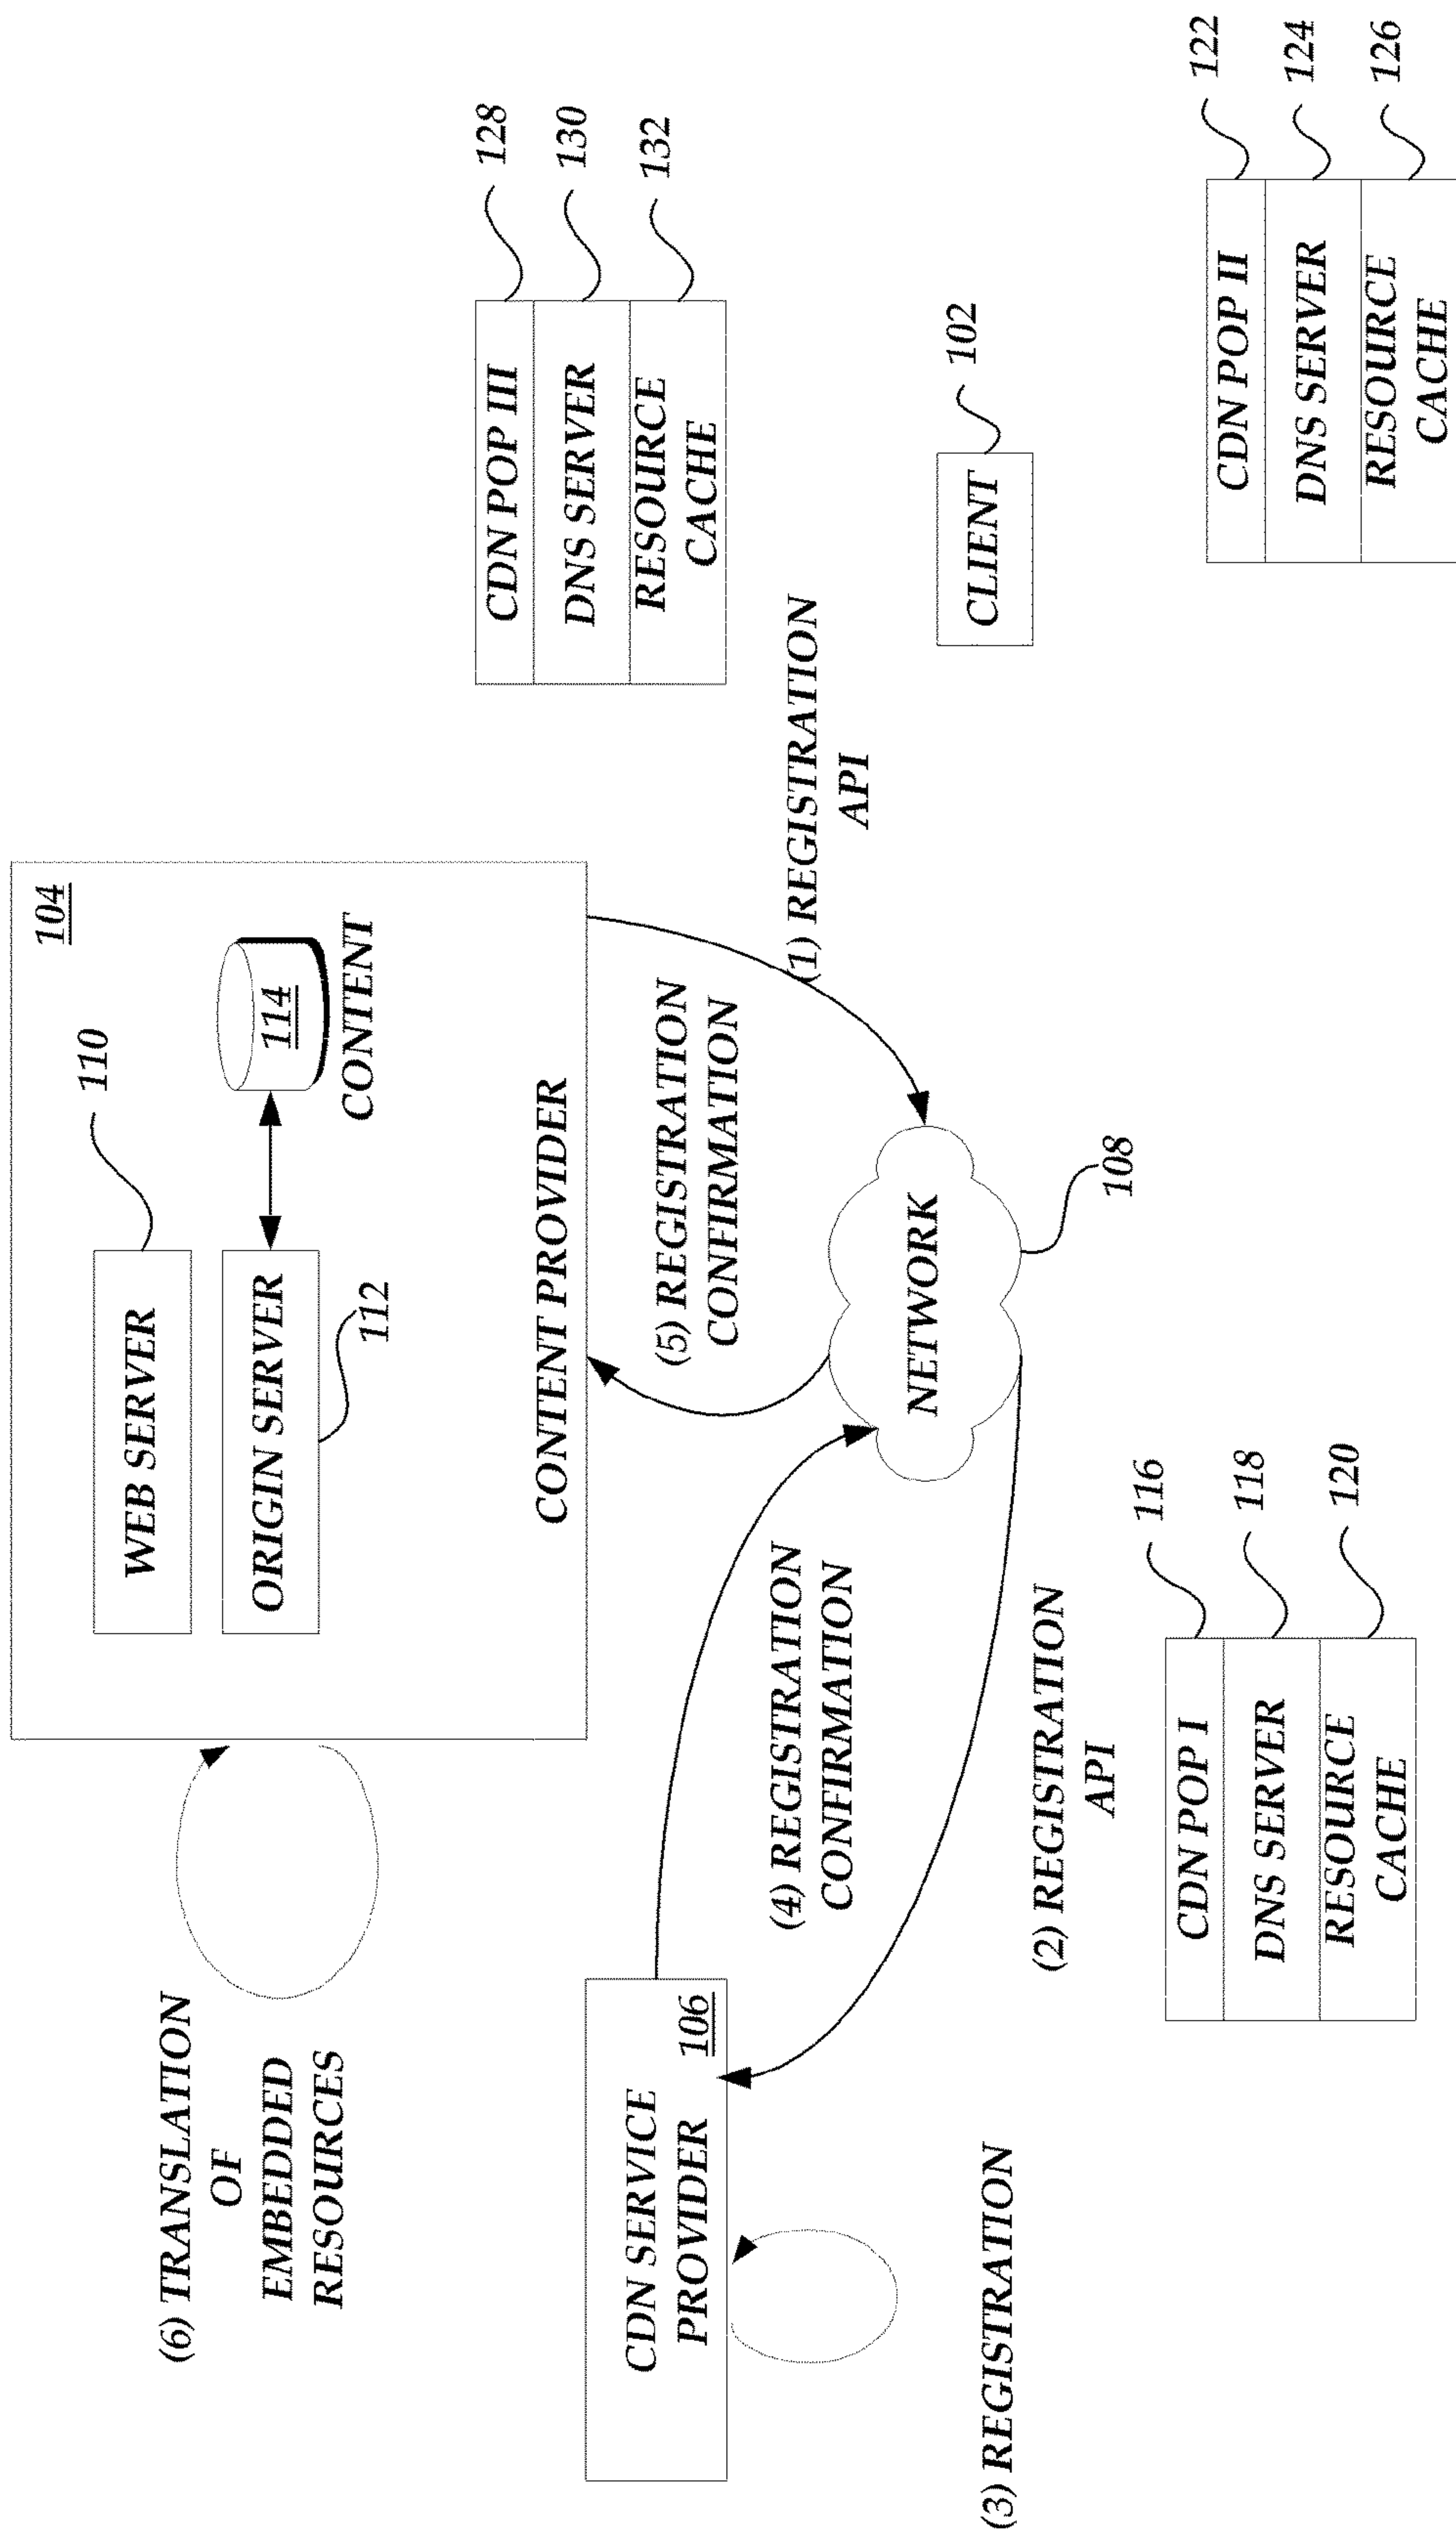 104
110
WEB SERVER
ORIGIN SERVER
112
114
CONTENT
CONTENT PROVIDER
(6) TRANSLATION
OF
EMBEDDED
RESOURCES
CDN SERVICE
PROVIDER
106
(3) REGISTRATION
(4) REGISTRATION
CONFIRMATION
(5) REGISTRATION
CONFIRMATION
(1) REGISTRATION
API
NETWORK
108
(2) REGISTRATION
API
CDN POP III
128
DNS SERVER
130
RESOURCE
CACHE
132
CLIENT
102
CDN POP I
116
DNS SERVER
118
RESOURCE
CACHE
120
CDN POP II
122
DNS SERVER
124
RESOURCE
CACHE
126